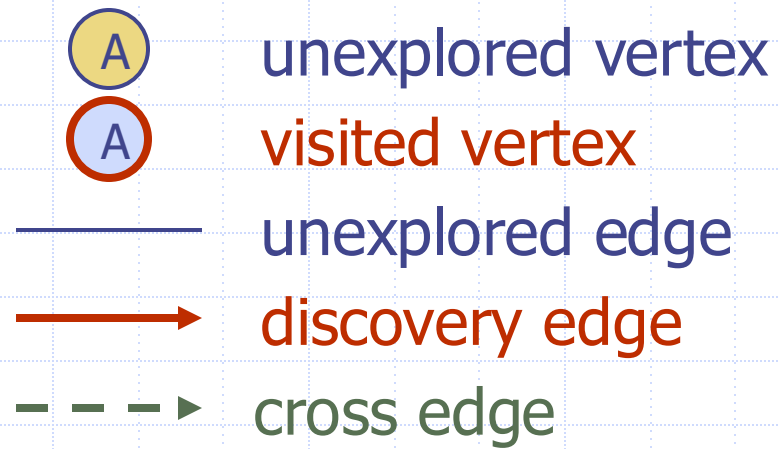 A unexplored vertex
A visited vertex
unexplored edge
discovery edge
cross edge